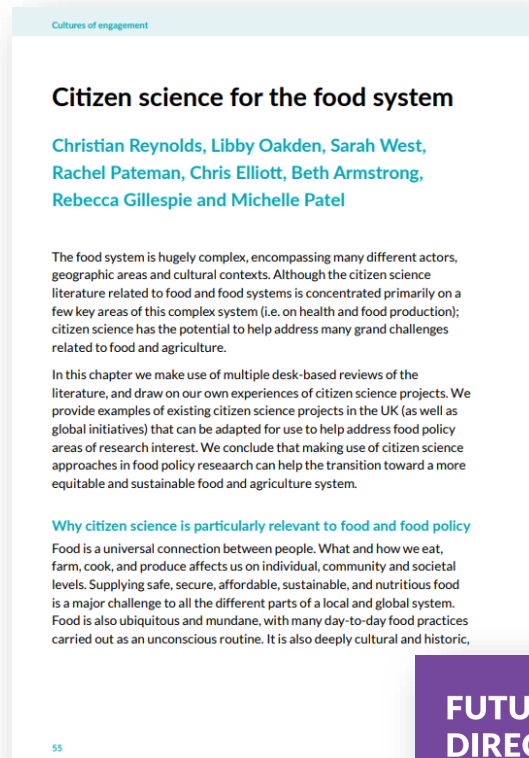 Cultures of engagement
Citizen science for the food system
Christian Reynolds, Libby Oakden, Sarah West,
Rachel Pateman, Chris Elliott, Beth Armstrong,
Rebecca Gillespie and Michelle Patel
The food system is hugely complex, encompassing many different actors,
geographic areas and cultural contexts. Although the citizen science
literature related to food and food systems is concentrated primarily on a
few key areas of this complex system (i.e. on health and food production);
citizen science has the potential to help address many grand challenges
related to food and agriculture.
In this chapter we make use of multiple desk-based reviews of the
literature, and draw on our own experiences of citizen science projects. We
provide examples of existing citizen science projects in the UK (as well as
global initiatives) that can be adapted for use to help address food policy
areas of research interest. We conclude that making use of citizen science
approaches in food policy reseaarch can help the transition toward a more
equitable and sustainable food and agriculture system.
Why citizen science is particularly relevant to food and food policy
Food is a universal connection between people. What and how we eat,
farm, cook, and produce affects us on individual, community and societal
levels. Supplying safe, secure, affordable, sustainable, and nutritious food
is a major challenge to all the different parts of a local and global system.
Food is also ubiquitous and mundane, with many day-to-day food practices
carried out as an unconscious routine. It is also deeply cultural and historic,
55
FUTU
DIREC